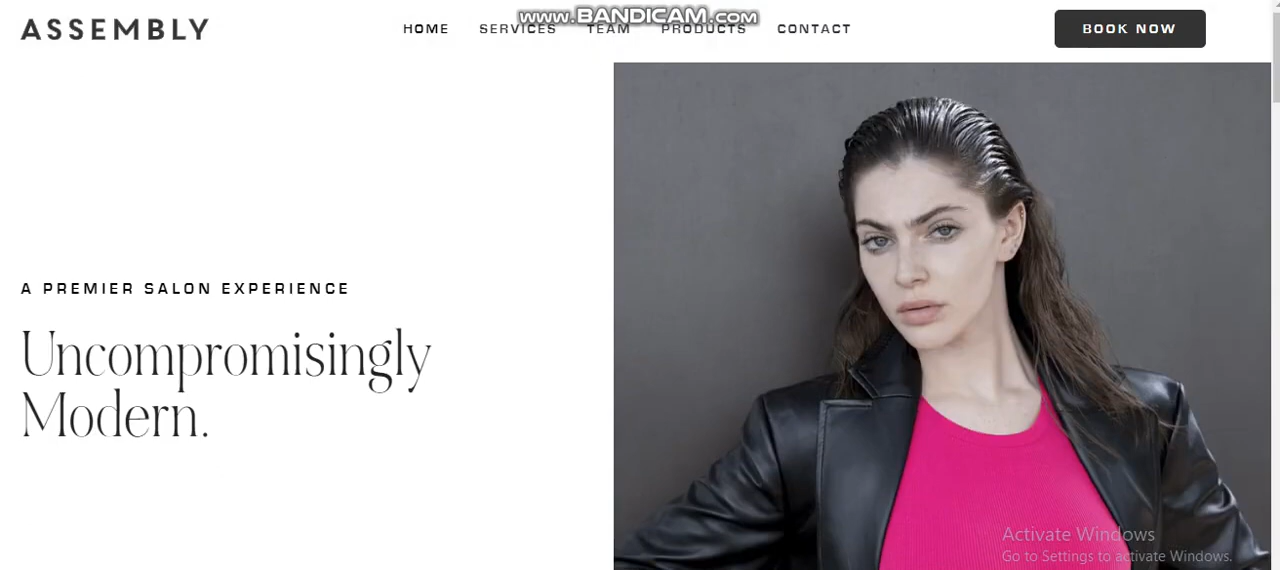 www.BANDICAM.com
ASSEMBLY
HOME SERVICES TEAM PRODUCTS CONTACT
BOOK NOW
A PREMIER SALON EXPERIENCE
Uncompromisingly
Modern.
Activate Windows
Go to Settings to activate Windows.